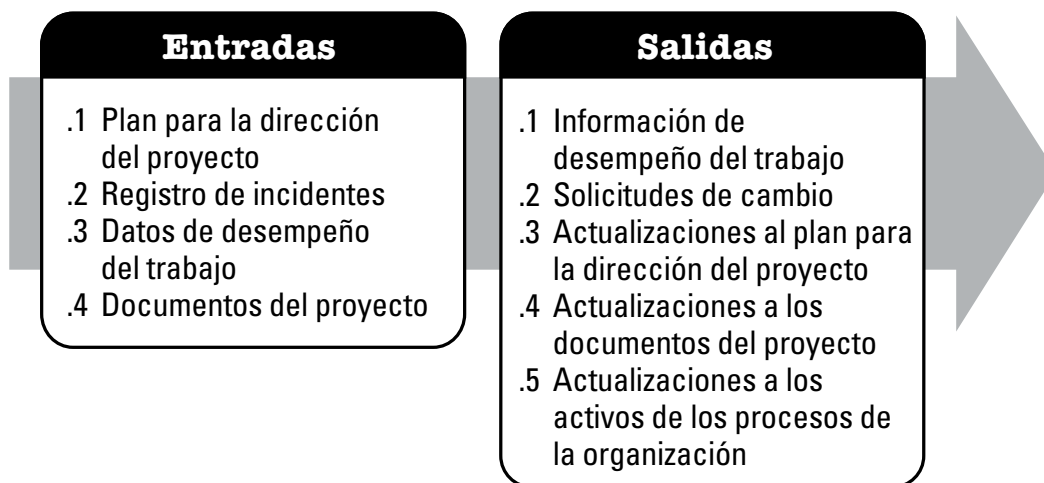 Entradas
.1 Plan para la dirección
del proyecto
.2 Registro de incidentes
.3 Datos de desempeño
del trabajo
.4 Documentos del proyecto
Salidas
.1 Información de
desempeño del trabajo
.2 Solicitudes de cambio
.3 Actualizaciones al plan para
la dirección del proyecto
.4 Actualizaciones a los
documentos del proyecto
.5 Actualizaciones a los
activos de los procesos de
la organización